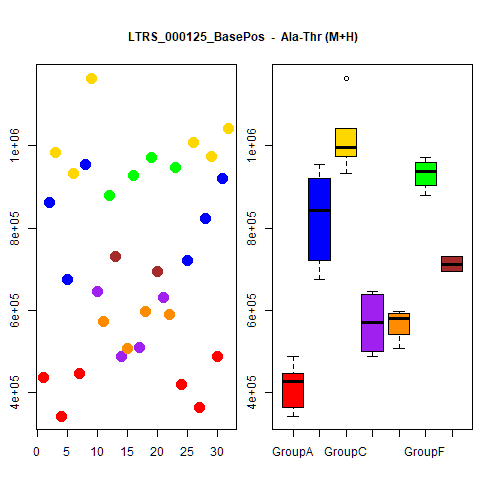 LTRS_000125_BasePos - Ala-Thr (M+H)
1e+06
8e+05
6e+05
4e+05
0 5 10 15 20 25 30
1e+06
8e+05
6e+05
4e+05
GroupA GroupC GroupF